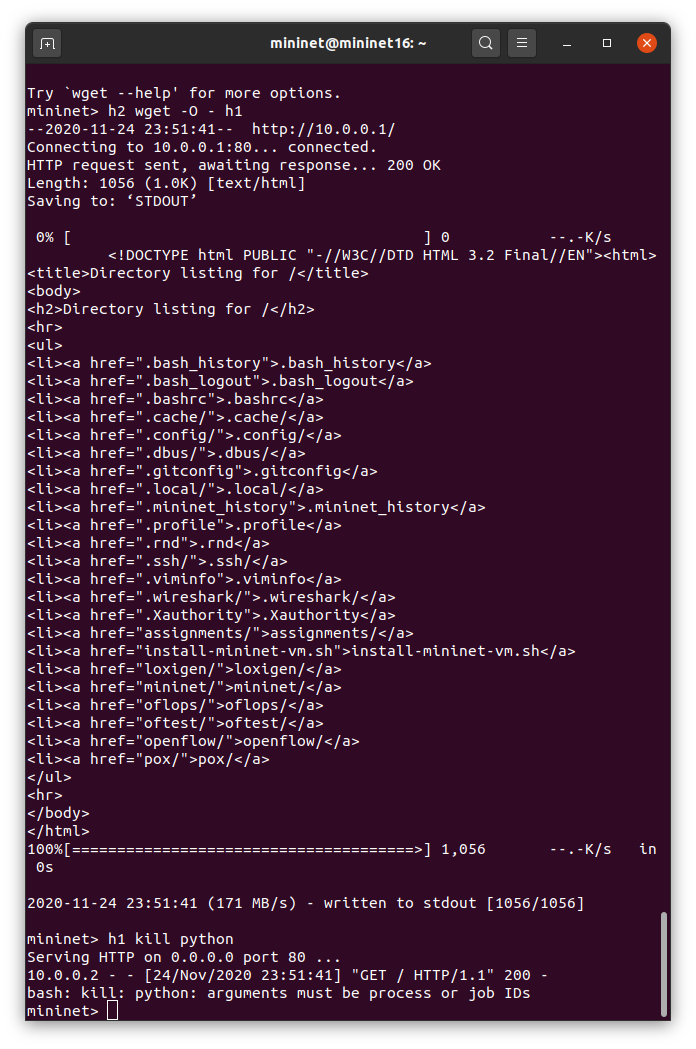 mininet@mininet16: ~
Try `wget --help' for more options.
mininet> h2 wget -O - h1
--2020-11-24 23:51:41--  http://10.0.0.1/
Connecting to 10.0.0.1:80... connected.
HTTP request sent, awaiting response... 200 OK
Length: 1056 (1.0K) [text/html]
Saving to: ‘STDOUT’
 0% [                                       ] 0           --.-K/s
         <!DOCTYPE html PUBLIC "-//W3C//DTD HTML 3.2 Final//EN"><html>
<title>Directory listing for /</title>
<body>
<h2>Directory listing for /</h2>
<hr>
<ul>
<li><a href=".bash_history">.bash_history</a>
<li><a href=".bash_logout">.bash_logout</a>
<li><a href=".bashrc">.bashrc</a>
<li><a href=".cache/">.cache/</a>
<li><a href=".config/">.config/</a>
<li><a href=".dbus/">.dbus/</a>
<li><a href=".gitconfig">.gitconfig</a>
<li><a href=".local/">.local/</a>
<li><a href=".mininet_history">.mininet_history</a>
<li><a href=".profile">.profile</a>
<li><a href=".rnd">.rnd</a>
<li><a href=".ssh/">.ssh/</a>
<li><a href=".viminfo">.viminfo</a>
<li><a href=".wireshark/">.wireshark/</a>
<li><a href=".Xauthority">.Xauthority</a>
<li><a href="assignments/">assignments/</a>
<li><a href="install-mininet-vm.sh">install-mininet-vm.sh</a>
<li><a href="loxigen/">loxigen/</a>
<li><a href="mininet/">mininet/</a>
<li><a href="oflops/">oflops/</a>
<li><a href="oftest/">oftest/</a>
<li><a href="openflow/">openflow/</a>
<li><a href="pox/">pox/</a>
</ul>
<hr>
</body>
</html>
100%[======================================>] 1,056       --.-K/s   in
 0s
2020-11-24 23:51:41 (171 MB/s) - written to stdout [1056/1056]
mininet> h1 kill python
Serving HTTP on 0.0.0.0 port 80 ...
10.0.0.2 - - [24/Nov/2020 23:51:41] "GET / HTTP/1.1" 200 -
bash: kill: python: arguments must be process or job IDs
mininet>